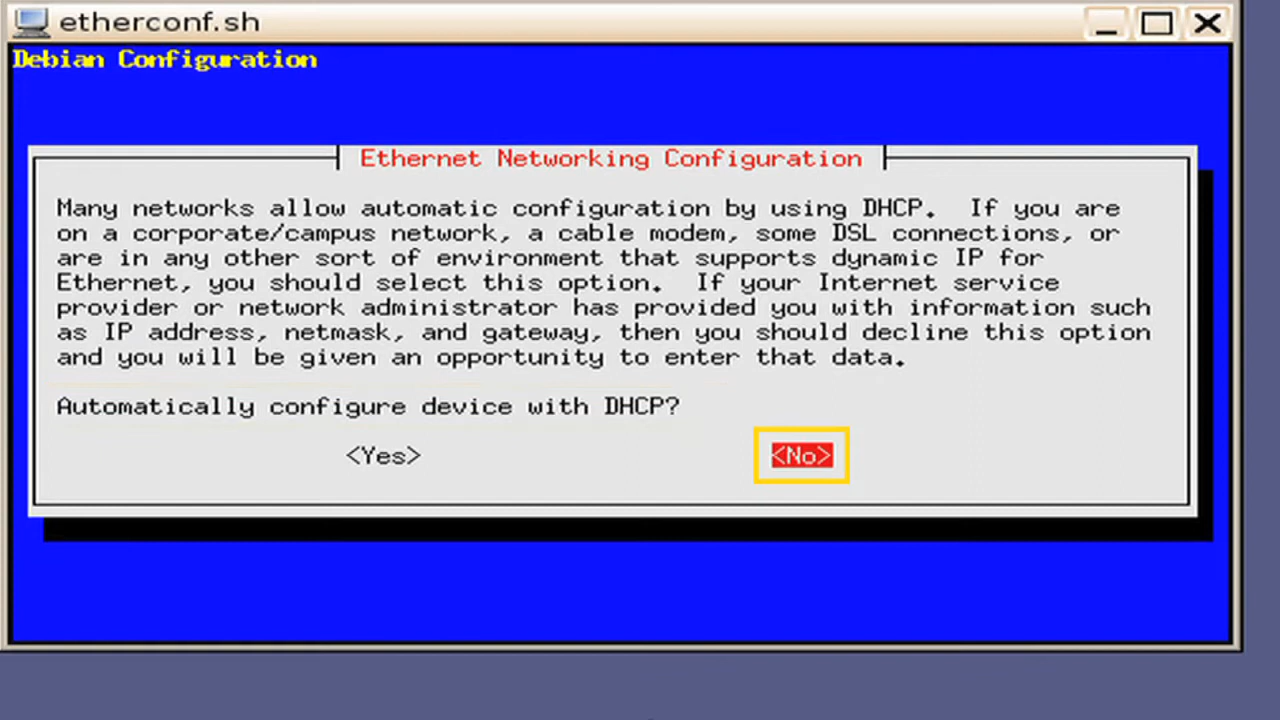 etherconf.sh
Debian Configuration
Ethernet Networking Configuration
Many networks allow automatic configuration by using DHCP.  If you are
on a corporate/campus network, a cable modem, some DSL connections, or
are in any other sort of environment that supports dynamic IP for
Ethernet, you should select this option.  If your Internet service
provider or network administrator has provided you with information such
as IP address, netmask, and gateway, then you should decline this option
and you will be given an opportunity to enter that data.
Automatically configure device with DHCP?
<Yes> <No>